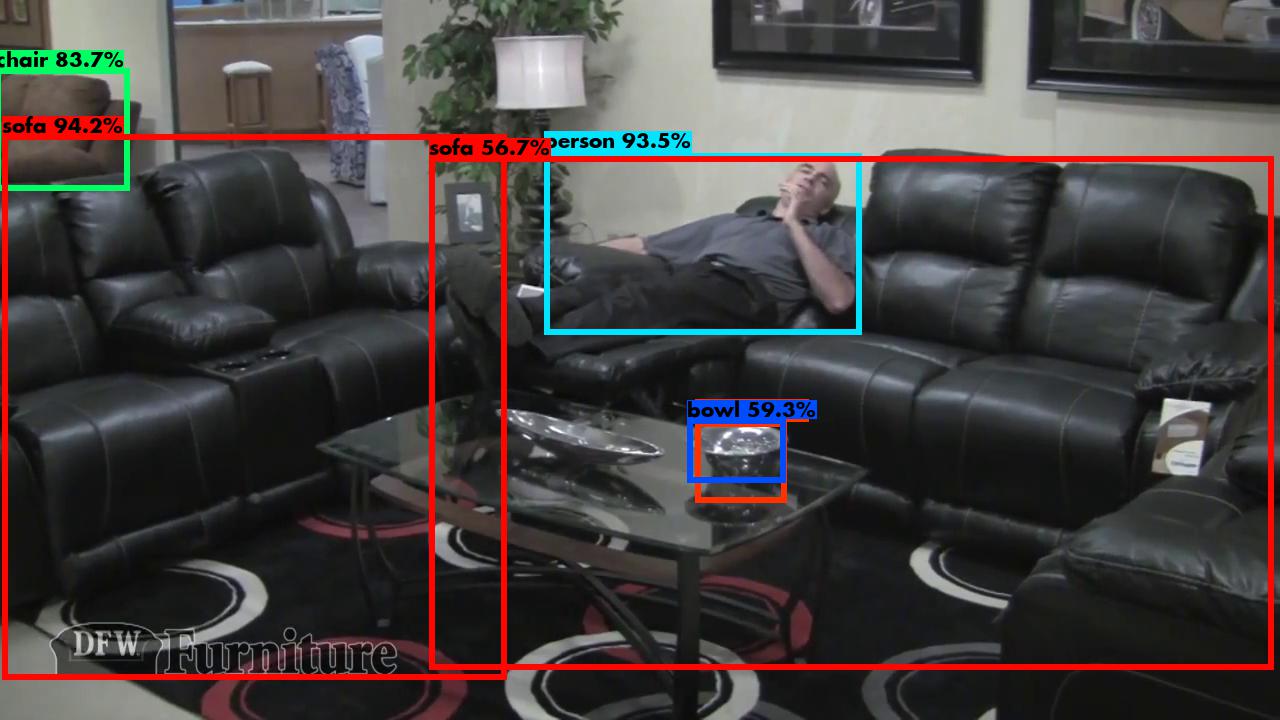 chair 83.7%
sofa 94.2%
sofa 56.7%
person 93.5%
bowl 59.3%
DFW Furniture